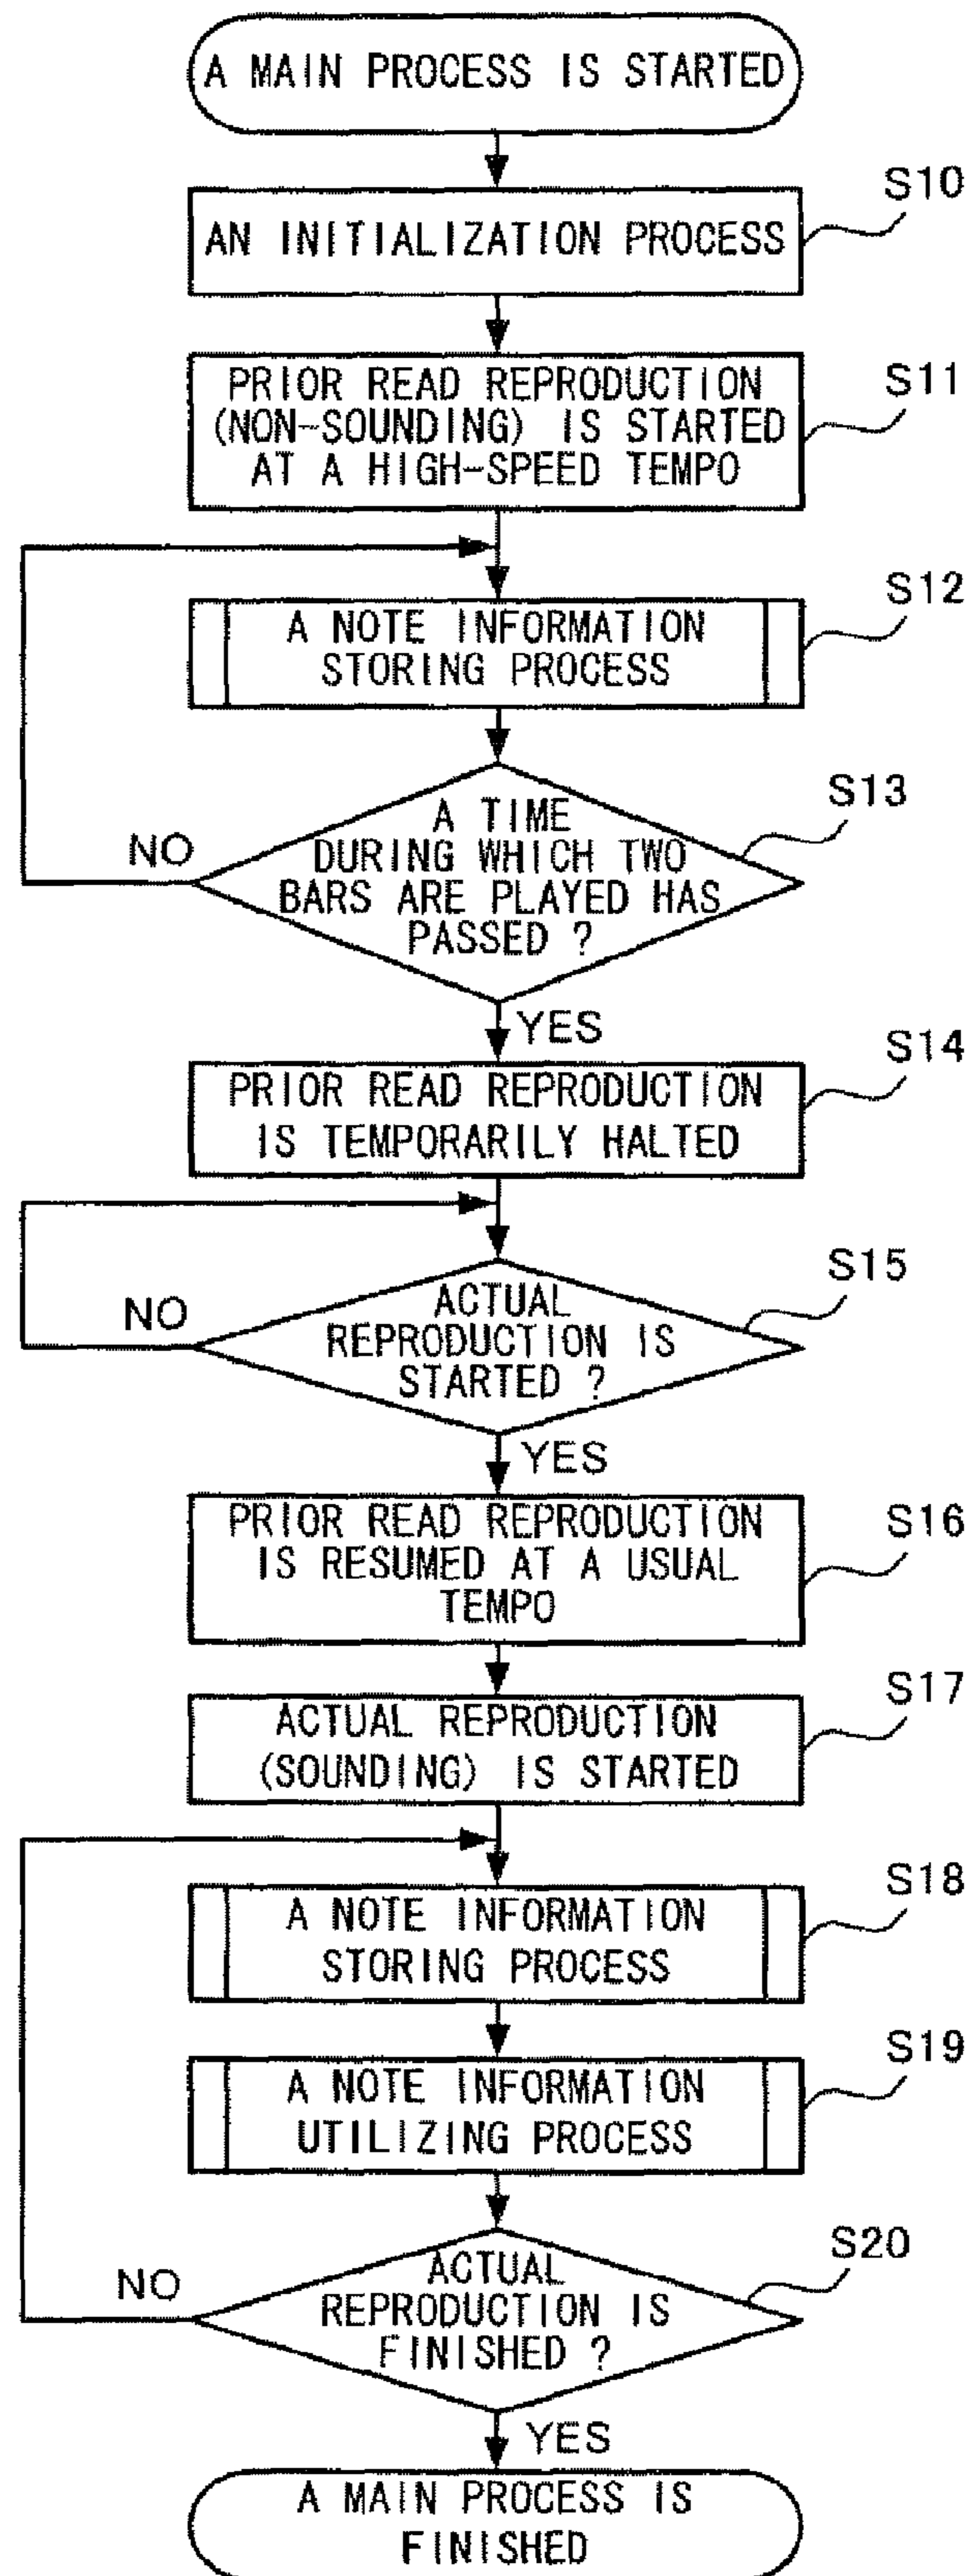 A MAIN PROCESS IS STARTED
S10
AN INITIALIZATION PROCESS
S11
PRIOR READ REPRODUCTION
(NON-SOUNDING) IS STARTED
AT A HIGH-SPEED TEMPO
S12
A NOTE INFORMATION
STORING PROCESS
S13
A TIME
DURING WHICH TWO
BARS ARE PLAYED HAS
PASSED ?
NO
YES
S14
PRIOR READ REPRODUCTION
IS TEMPORARILY HALTED
S15
ACTUAL
REPRODUCTION IS
STARTED ?
NO
YES
S16
PRIOR READ REPRODUCTION
IS RESUMED AT A USUAL
TEMPO
S17
ACTUAL REPRODUCTION
(SOUNDING) IS STARTED
S18
A NOTE INFORMATION
STORING PROCESS
S19
A NOTE INFORMATION
UTILIZING PROCESS
S20
ACTUAL
REPRODUCTION IS
FINISHED ?
NO
YES
A MAIN PROCESS IS
FINISHED